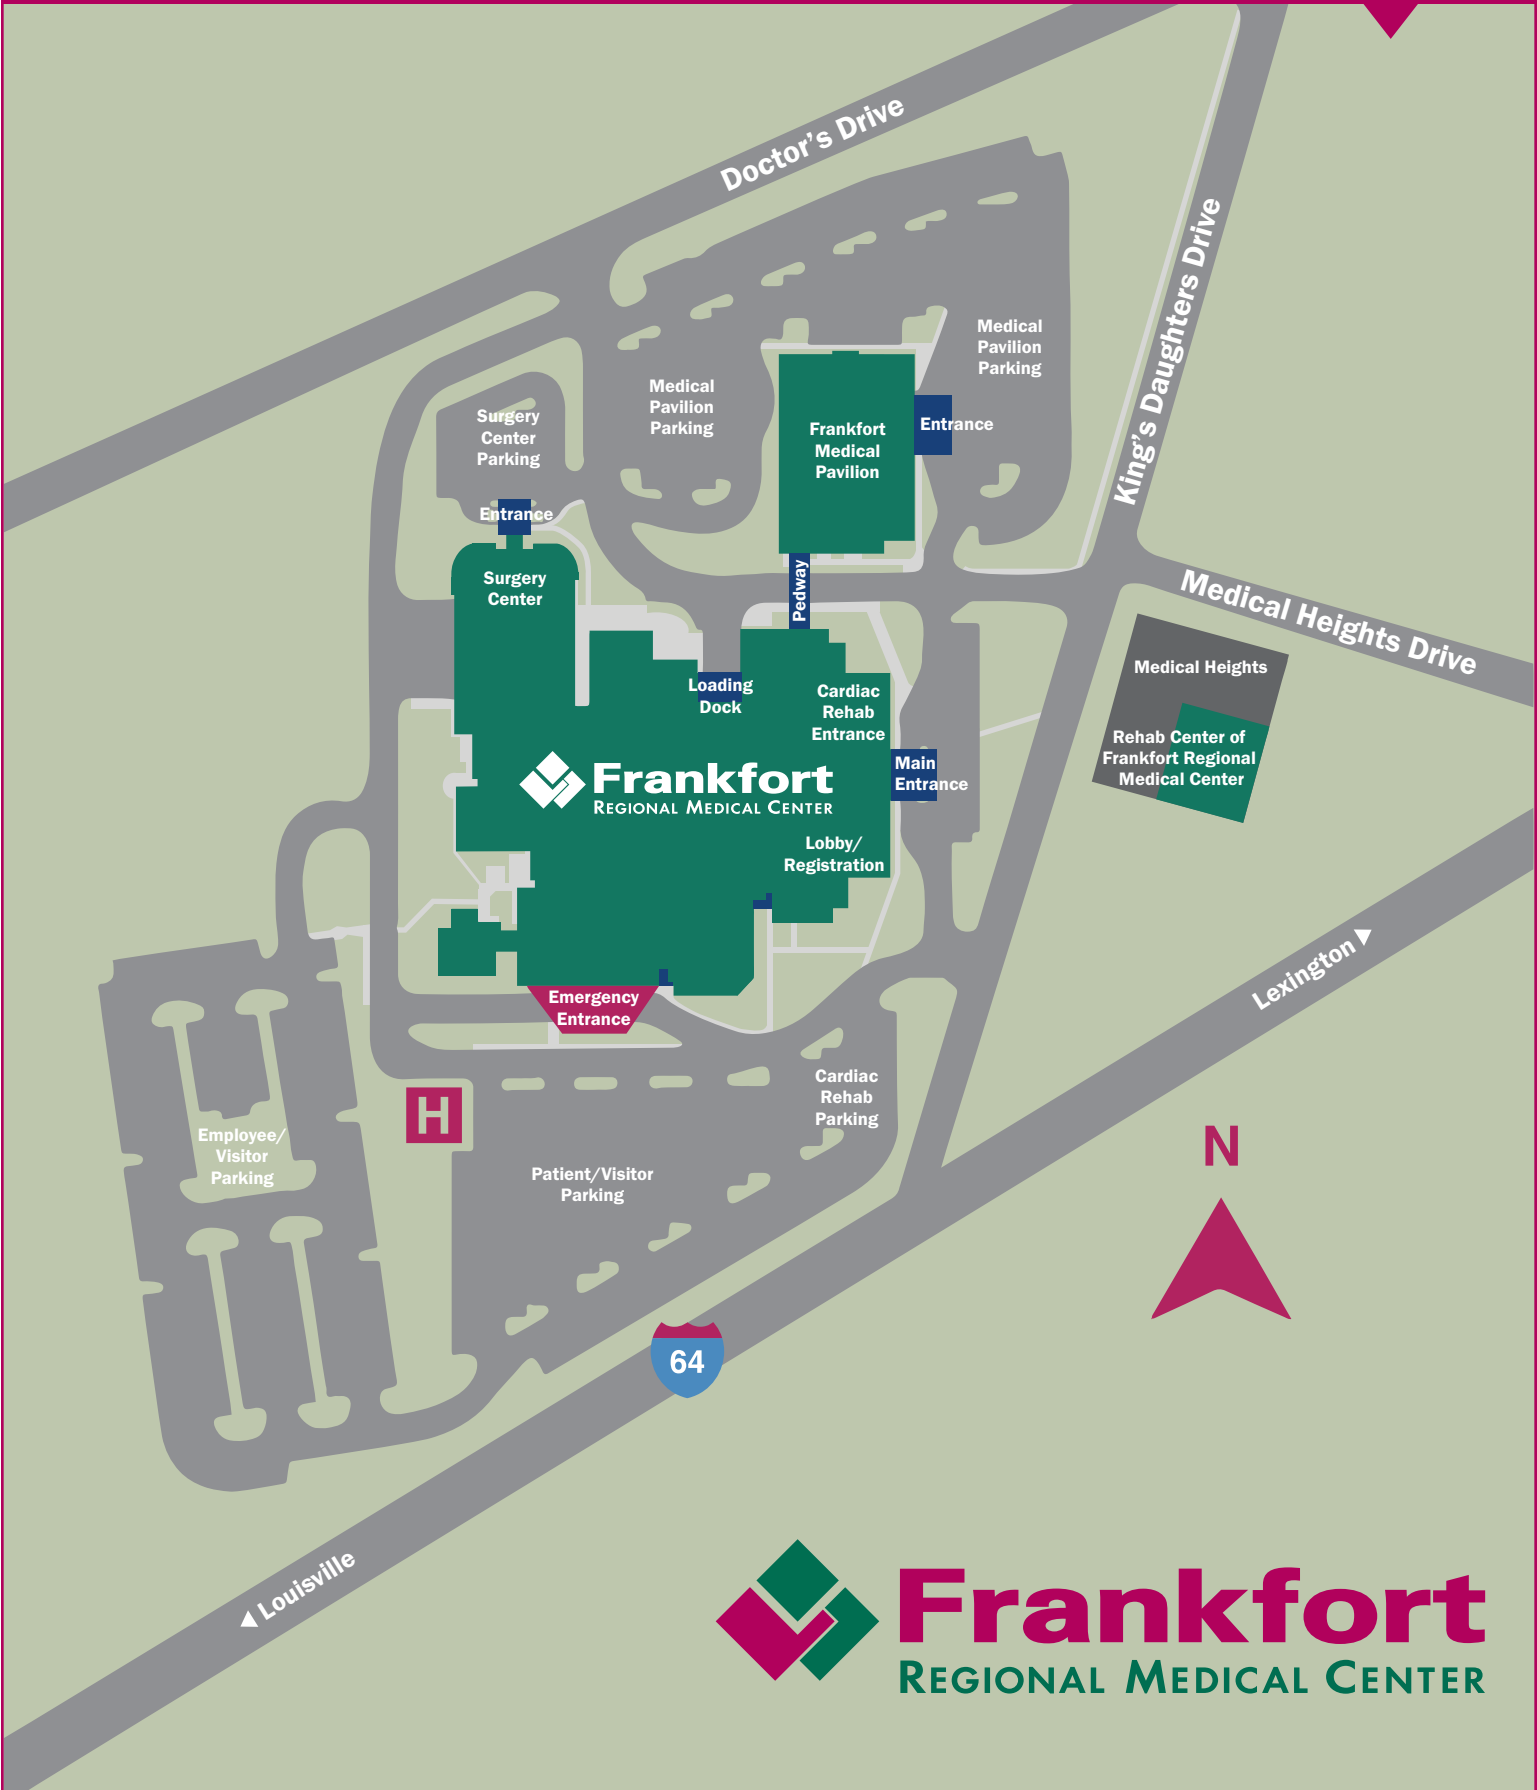 Doctor’s Drive
King's Daughters Drive
Medical
Pavilion
Parking
Medical
Pavilion
Parking
Surgery
Center
Parking
Frankfort
Medical
Pavilion
Entrance
Entrance
Surgery
Center
Pedway
Medical Heights Drive
Medical Heights
Loading
Dock
Cardiac
Rehab
Entrance
Rehab Center of
Frankfort Regional
Medical Center
Main
Entrance
Frankfort
REGIONAL MEDICAL CENTER
Lobby/
Registration
Lexington
Emergency
Entrance
Cardiac
Rehab
Parking
H
Employee/
Visitor
Parking
Patient/Visitor
Parking
N
64
Louisville
Frankfort
REGIONAL MEDICAL CENTER